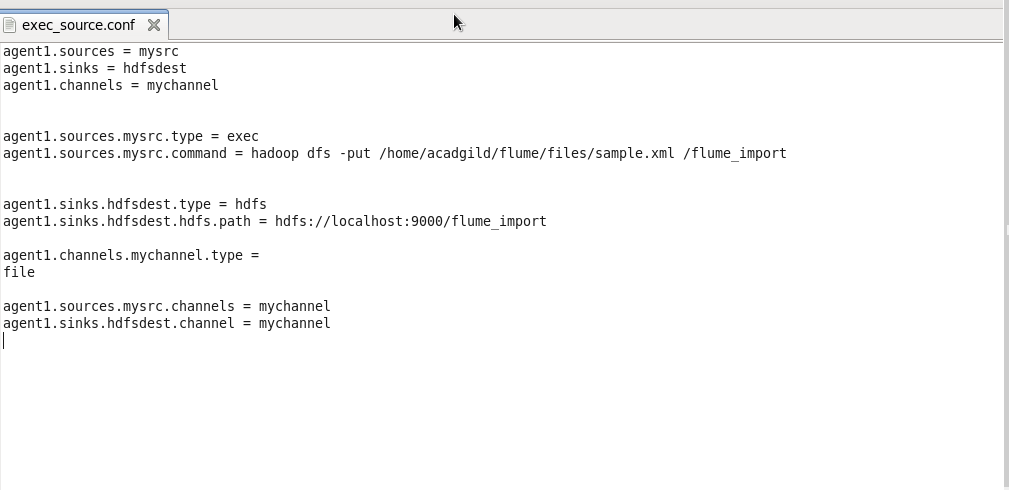 exec_source.conf
agent1.sources = mysrc
agent1.sinks = hdfsdest
agent1.channels = mychannel
agent1.sources.mysrc.type = exec
agent1.sources.mysrc.command = hadoop dfs -put /home/acadgild/flume/files/sample.xml /flume_import
agent1.sinks.hdfsdest.type = hdfs
agent1.sinks.hdfsdest.hdfs.path = hdfs://localhost:9000/flume_import
agent1.channels.mychannel.type =
file
agent1.sources.mysrc.channels = mychannel
agent1.sinks.hdfsdest.channel = mychannel